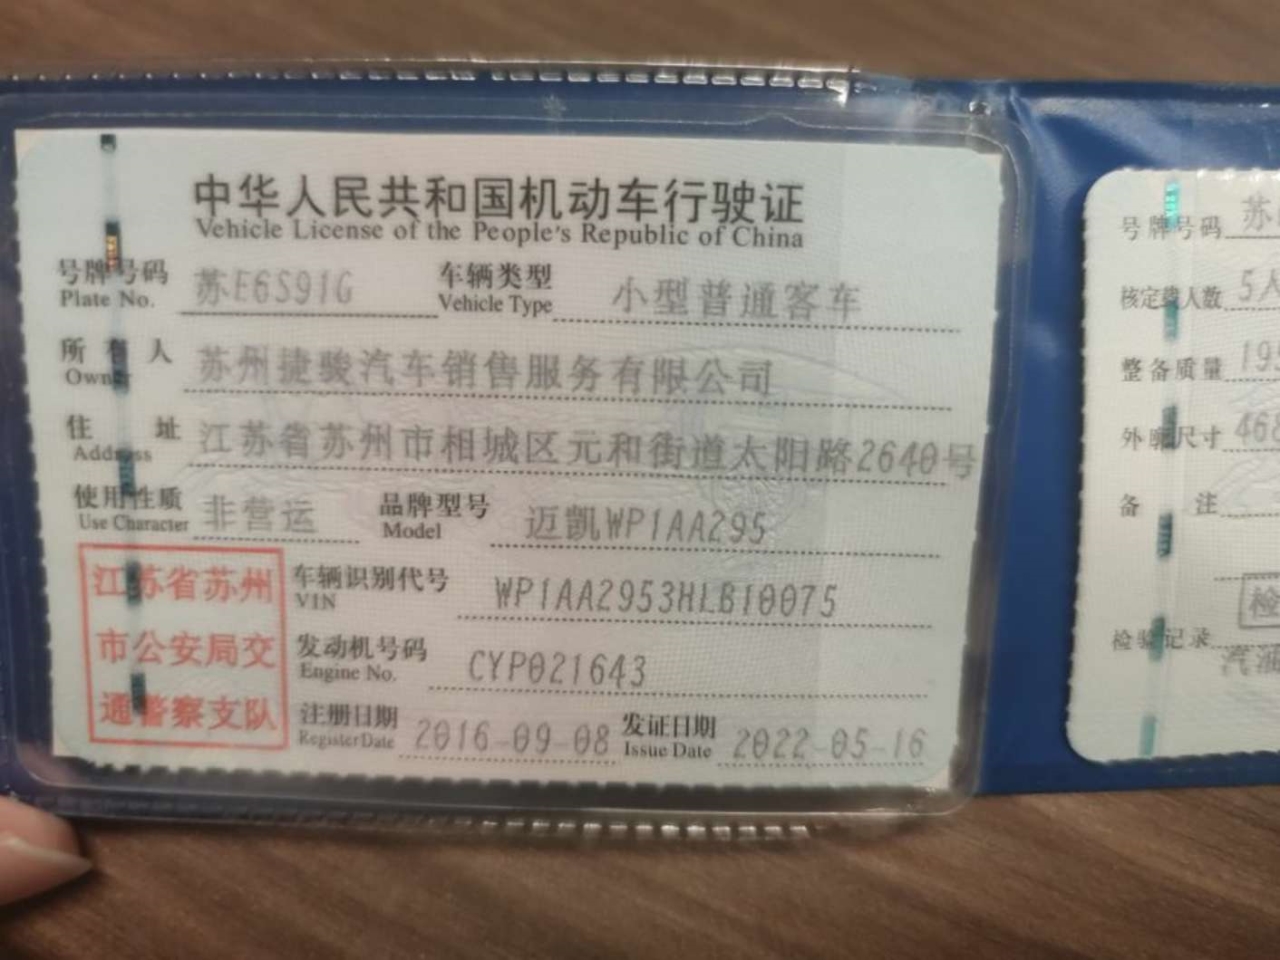 中华人民共和国机动车行驶证
Vehicle License of the People's Republic of China
号牌号码 苏E6S91G 车辆类型 小型普通客车
Plate No. Vehicle Type
所有人 苏州捷骏汽车销售服务有限公司
Owner
住址 江苏省苏州市相城区元和街道太阳路2640号
Address
使用性质 非营运 品牌型号 迈凯WP1AA295
Use Character Model
江苏省苏州
市公安局交
通警察支队
车辆识别代号 WP1AA2953HLB10075
VIN
发动机号码 CYP021643
Engine No.
注册日期 2016-09-08 发证日期 2022-05-16
Register Date Issue Date
号牌号码 苏
核定载人数 5人
整备质量 195
外廓尺寸 468
备注
检
检验记录
汽油